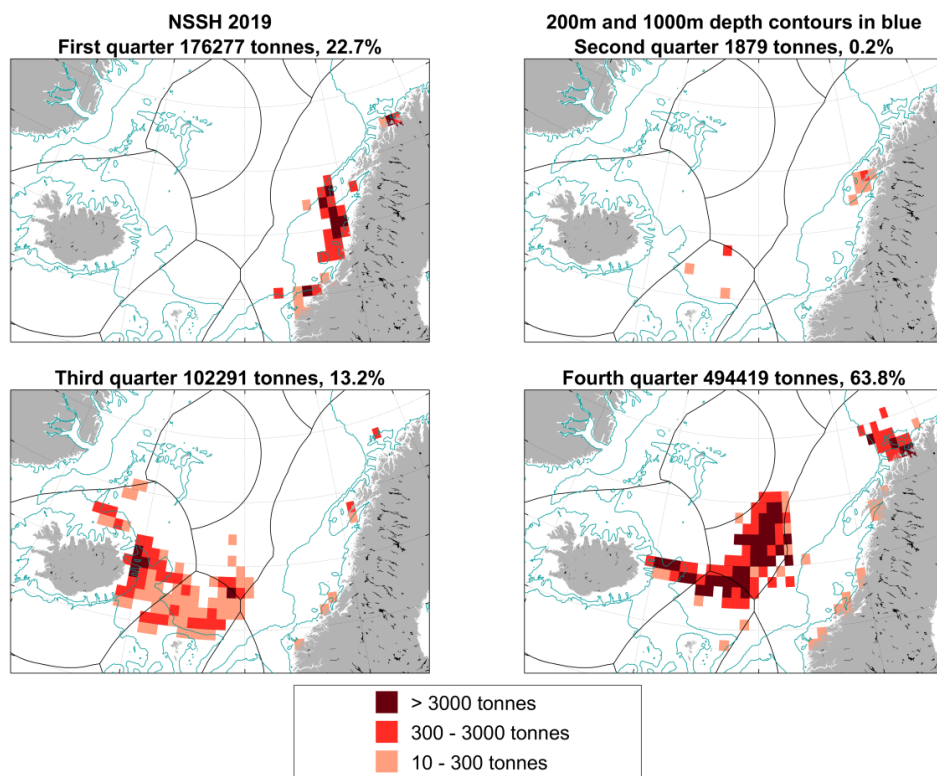 NSSH 2019
First quarter 176277 tonnes, 22.7%
200m and 1000m depth contours in blue
Second quarter 1879 tonnes, 0.2%
Third quarter 102291 tonnes, 13.2%
Fourth quarter 494419 tonnes, 63.8%
> 3000 tonnes
300 - 3000 tonnes
10 - 300 tonnes